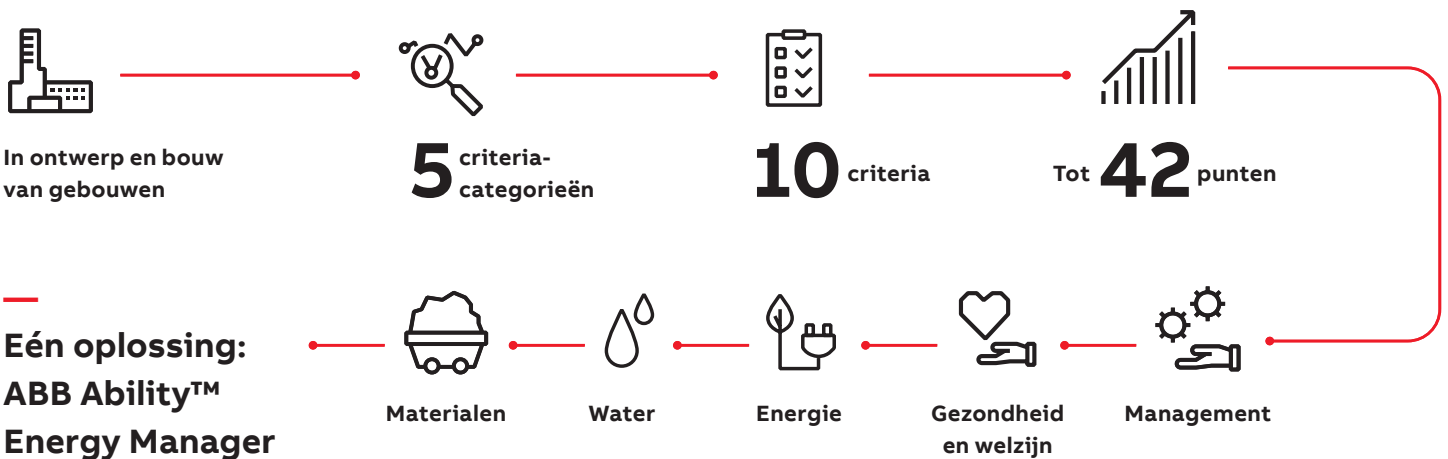 In ontwerp en bouw
van gebouwen
5 criteria-
categorieën
10 criteria
Tot 42 punten
Management
Gezondheid
en welzijn
Energie
Water
Materialen
Eén oplossing:
ABB Ability™
Energy Manager